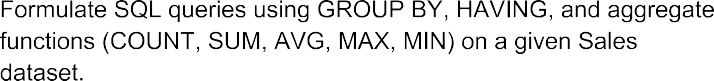 Formulate SQL queries using GROUP BY, HAVING, and aggregate
functions (COUNT, SUM, AVG, MAX, MIN) on a given Sales
dataset.